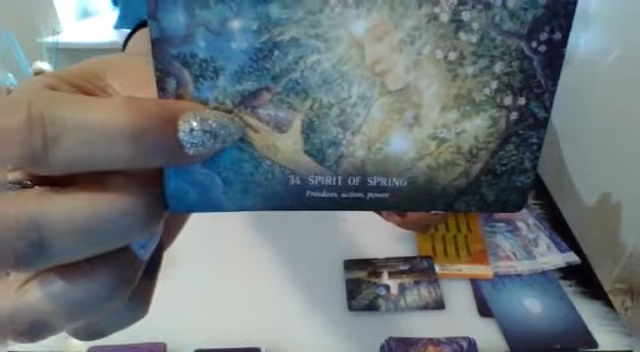 34 SPIRIT OF SPRING
Freedom, action, power